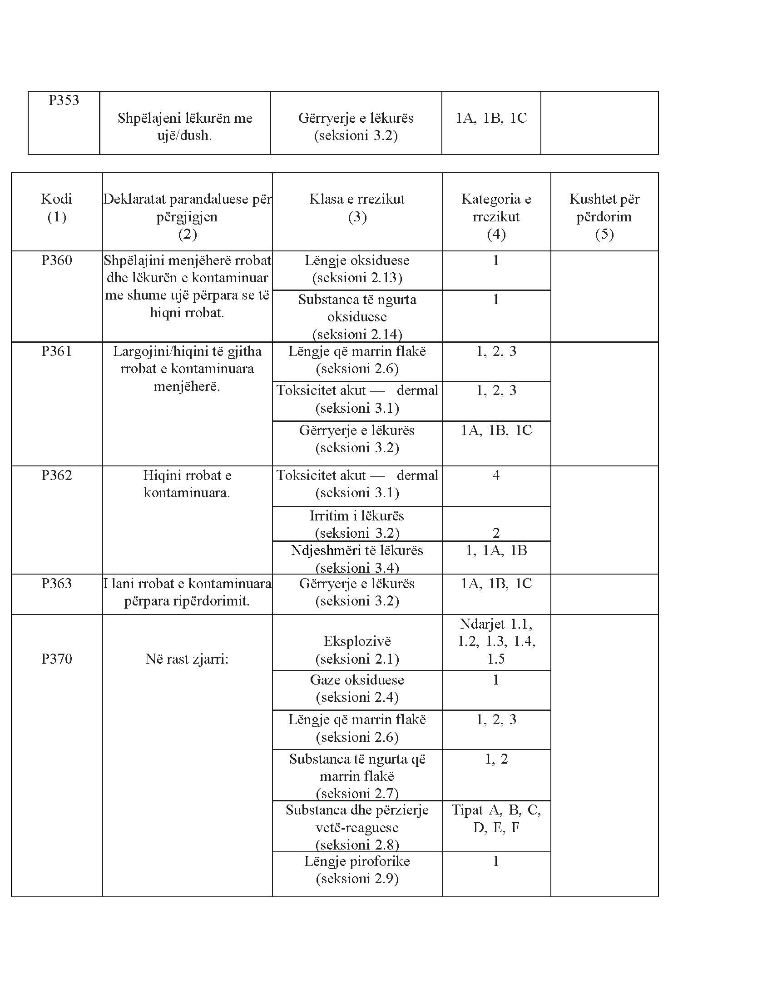 P353
Shpëlajeni lëkurën me
ujë/dush.
Gërryerje e lëkurës
(seksioni 3.2)
1A, 1B, 1C
Kodi
(1)
Deklaratat parandaluese për
përgjigjen
(2)
Klasa e rrezikut
(3)
Kategoria e
rrezikut
(4)
Kushtet për
përdorim
(5)
P360
Shpëlajini menjëherë rrobat
dhe lëkurën e kontaminuar
me shume ujë përpara se të
hiqni rrobat.
Lëngje oksiduese
(seksioni 2.13)
1
Substanca të ngurta
oksiduese
(seksioni 2.14)
1
P361
Largojini/hiqini të gjitha
rrobat e kontaminuara
menjëherë.
Lëngje që marrin flakë
(seksioni 2.6)
1, 2, 3
Toksicitet akut — dermal
(seksioni 3.1)
1, 2, 3
Gërryerje e lëkurës
(seksioni 3.2)
1A, 1B, 1C
P362
Hiqini rrobat e
kontaminuara.
Toksicitet akut — dermal
(seksioni 3.1)
4
Irritim i lëkurës
(seksioni 3.2)
2
Ndjeshmëri të lëkurës
(seksioni 3.4)
1, 1A, 1B
P363
I lani rrobat e kontaminuara
përpara ripërdorimit.
Gërryerje e lëkurës
(seksioni 3.2)
1A, 1B, 1C
P370
Në rast zjarri:
Eksplozivë
(seksioni 2.1)
Ndarjet 1.1,
1.2, 1.3, 1.4,
1.5
Gaze oksiduese
(seksioni 2.4)
1
Lëngje që marrin flakë
(seksioni 2.6)
1, 2, 3
Substanca të ngurta që
marrin flakë
(seksioni 2.7)
1, 2
Substanca dhe përzierje
vetë-reaguese
(seksioni 2.8)
Tipat A, B, C,
D, E, F
Lëngje piroforike
(seksioni 2.9)
1